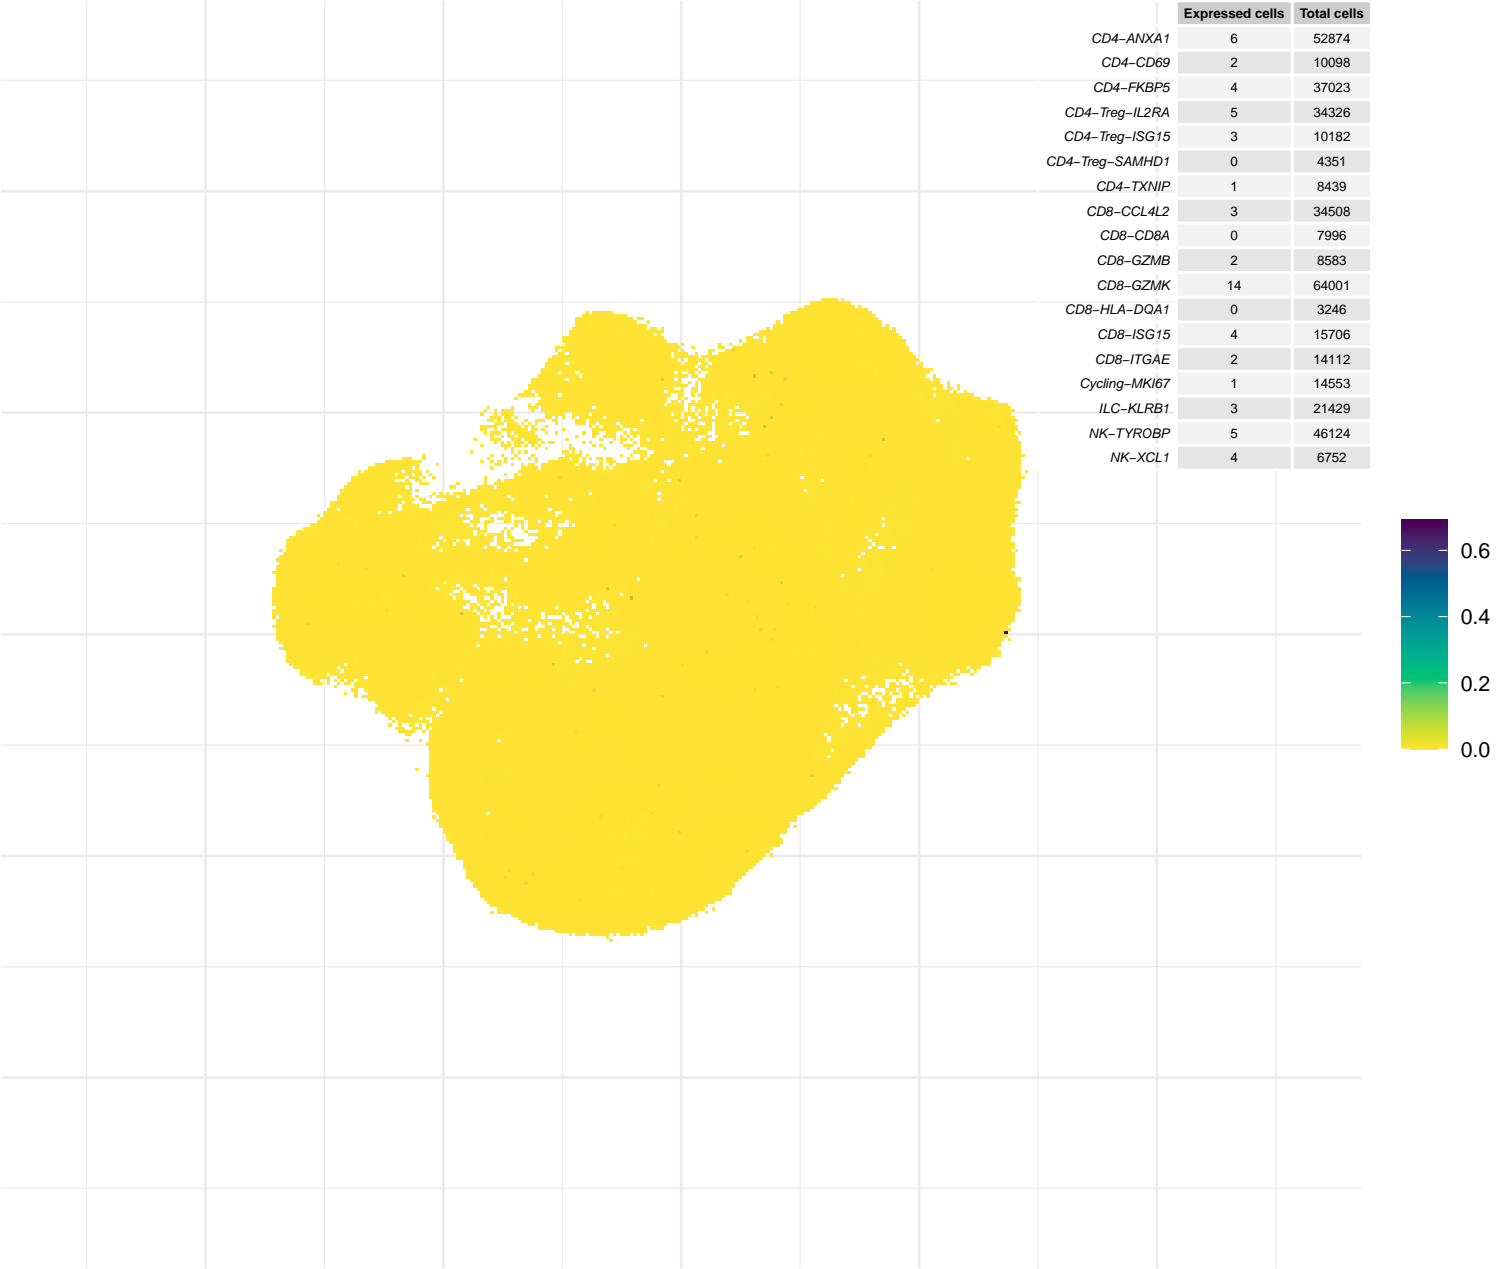 Expressed cells Total cells
CD4−ANXA1 6 52874
CD4−CD69 2 10098
CD4−FKBP5 4 37023
CD4−Treg−IL2RA 5 34326
CD4−Treg−ISG15 3 10182
CD4−Treg−SAMHD1 0 4351
CD4−TXNIP 1 8439
CD8−CCL4L2 3 34508
CD8−CD8A 0 7996
CD8−GZMB 2 8583
CD8−GZMK 14 64001
CD8−HLA−DQA1 0 3246
CD8−ISG15 4 15706
CD8−ITGAE 2 14112
Cycling−MKI67 1 14553
ILC−KLRB1 3 21429
NK−TYROBP 5 46124
NK−XCL1 4 6752
0.6
0.4
0.2
0.0